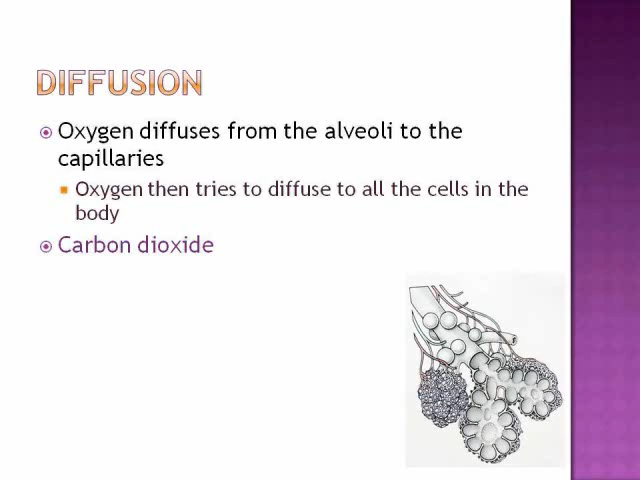 DIFFUSION
Oxygen diffuses from the alveoli to the
capillaries
Oxygen then tries to diffuse to all the cells in the
body
Carbon dioxide